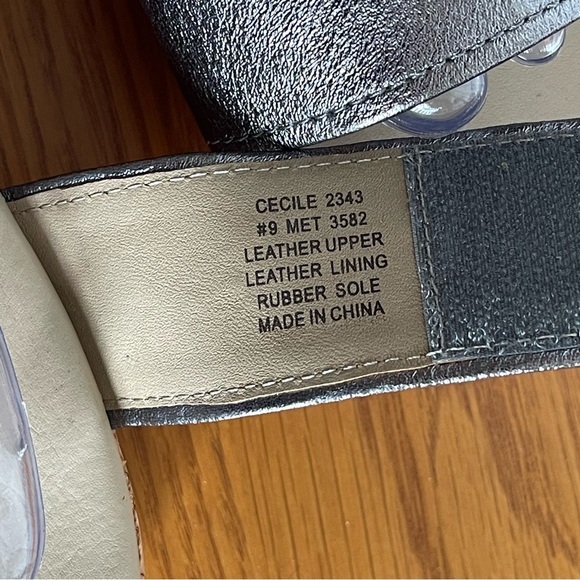 CECILE 2343
#9 MET 3582
LEATHER UPPER
LEATHER LINING
RUBBER SOLE
MADE IN CHINA